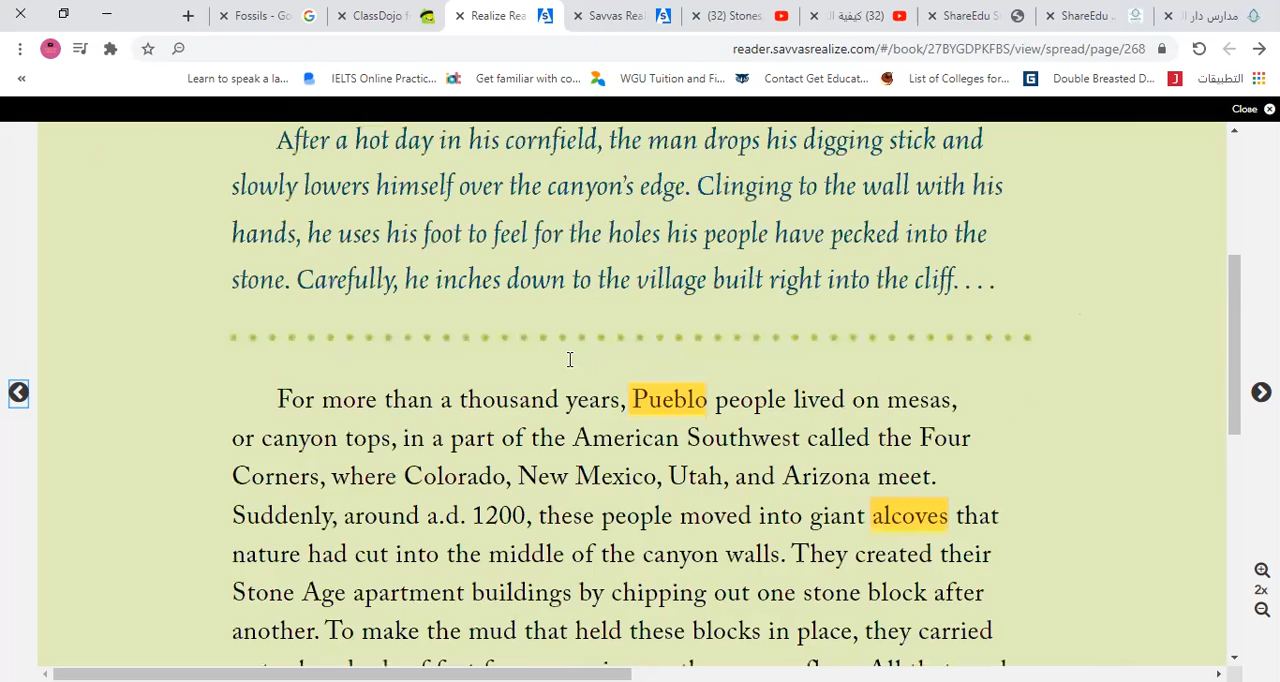 Fossils - Go
ClassDojo
Realize Rea
Savvas Rea
(32) Stones,
(32) كيفية ال
ShareEdu S
ShareEdu
مدارس دار ال
reader.savvasrealize.com/#/book/27BYGDPKFBS/view/spread/page/268
«
Learn to speak a la...
IELTS Online Practic...
Get familiar with co...
WGU Tuition and Fi...
Contact Get Educat...
List of Colleges for...
Double Breasted D...
التطبيقات
Close
After a hot day in his cornfield, the man drops his digging stick and
slowly lowers himself over the canyon's edge. Clinging to the wall with his
hands, he uses his foot to feel for the holes his people have pecked into the
stone. Carefully, he inches down to the village built right into the cliff. . . .
For more than a thousand years, Pueblo people lived on mesas,
or canyon tops, in a part of the American Southwest called the Four
Corners, where Colorado, New Mexico, Utah, and Arizona meet.
Suddenly, around a.d. 1200, these people moved into giant alcoves that
nature had cut into the middle of the canyon walls. They created their
Stone Age apartment buildings by chipping out one stone block after
another. To make the mud that held these blocks in place, they carried
2x